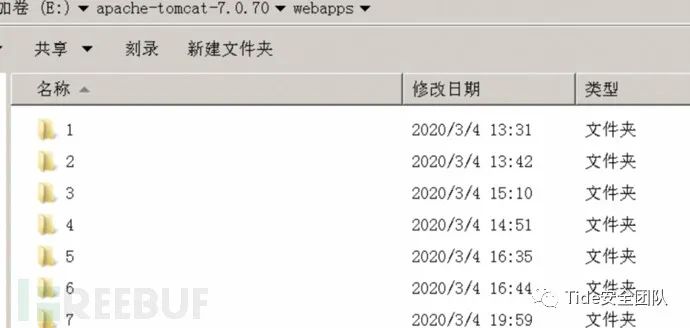 加卷 (E:) ▼ apache-tomcat-7.0.70 ▼ webapps ▼
共享 ▼ 刻录 新建文件夹
名称 修改日期 类型
1 2020/3/4 13:31 文件夹
2 2020/3/4 13:42 文件夹
3 2020/3/4 15:10 文件夹
4 2020/3/4 14:51 文件夹
5 2020/3/4 16:35 文件夹
6 2020/3/4 16:44 文件夹
7 2020/3/4 19:59 文件夹
REEBUF
Tide安全团队